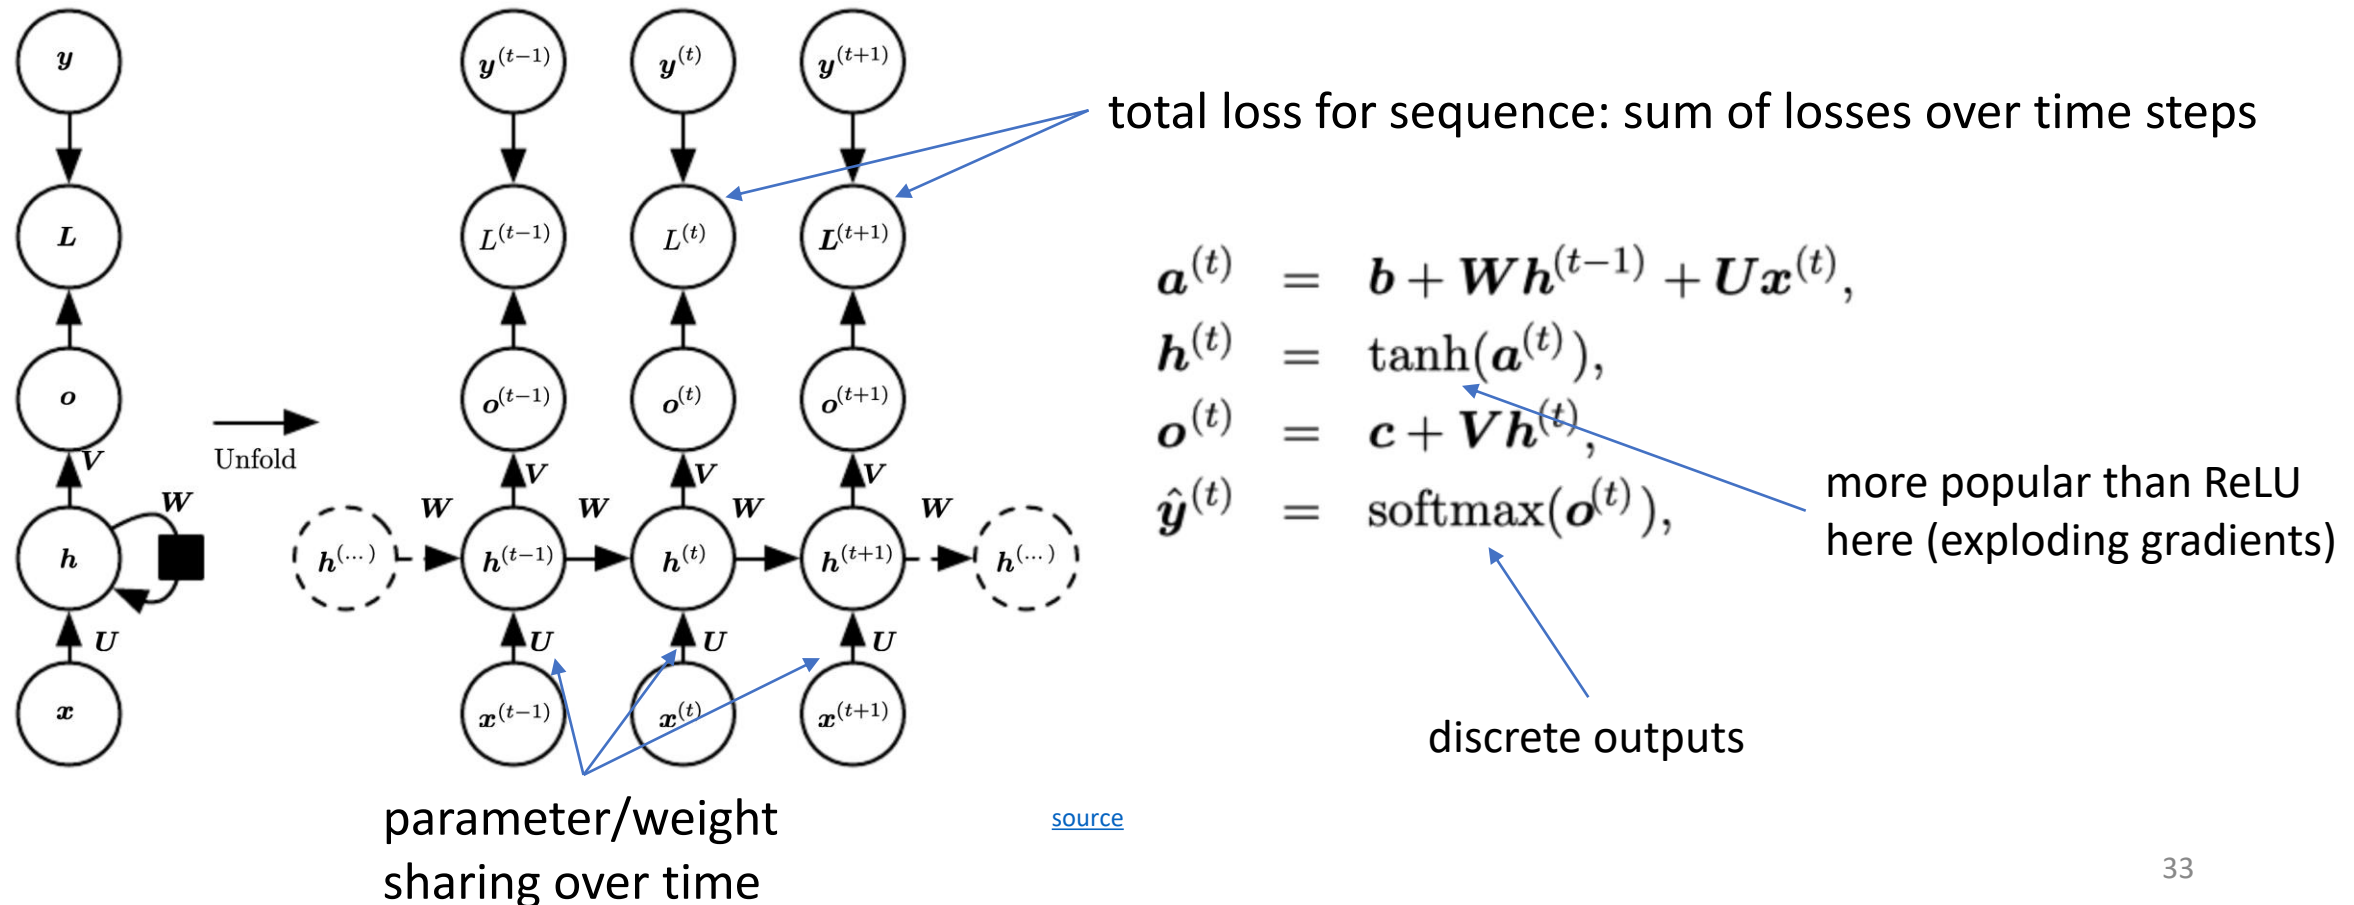 y y^(t−1) y^(t) y^(t+1)
total loss for sequence: sum of losses over time steps
L L^(t−1) L^(t) L^(t+1)
a^(t) = b + Wh^(t−1) + Ux^(t),
h^(t) = tanh(a^(t)),
o o^(t−1) o^(t) o^(t+1)
o^(t) = c + Vh^(t),
Unfold
V V V V
more popular than ReLU
here (exploding gradients)
W W W W W
ŷ^(t) = softmax(o^(t)),
h h^(...) h^(t−1) h^(t) h^(t+1) h^(...)
U U U U
x x^(t−1) x^(t) x^(t+1)
discrete outputs
parameter/weight
sharing over time
source
33